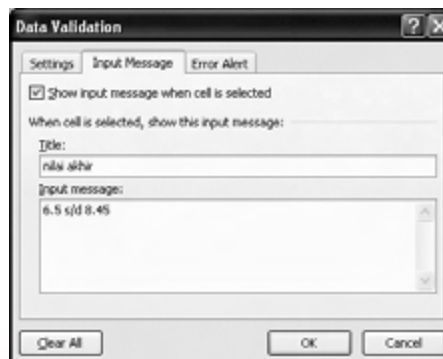 Data Validation
Settings Input Message Error Alert
Show input message when cell is selected
When cell is selected, show this input message:
Title:
nilai akhir
Input message:
6.5 s/d 8.45
Clear All OK Cancel